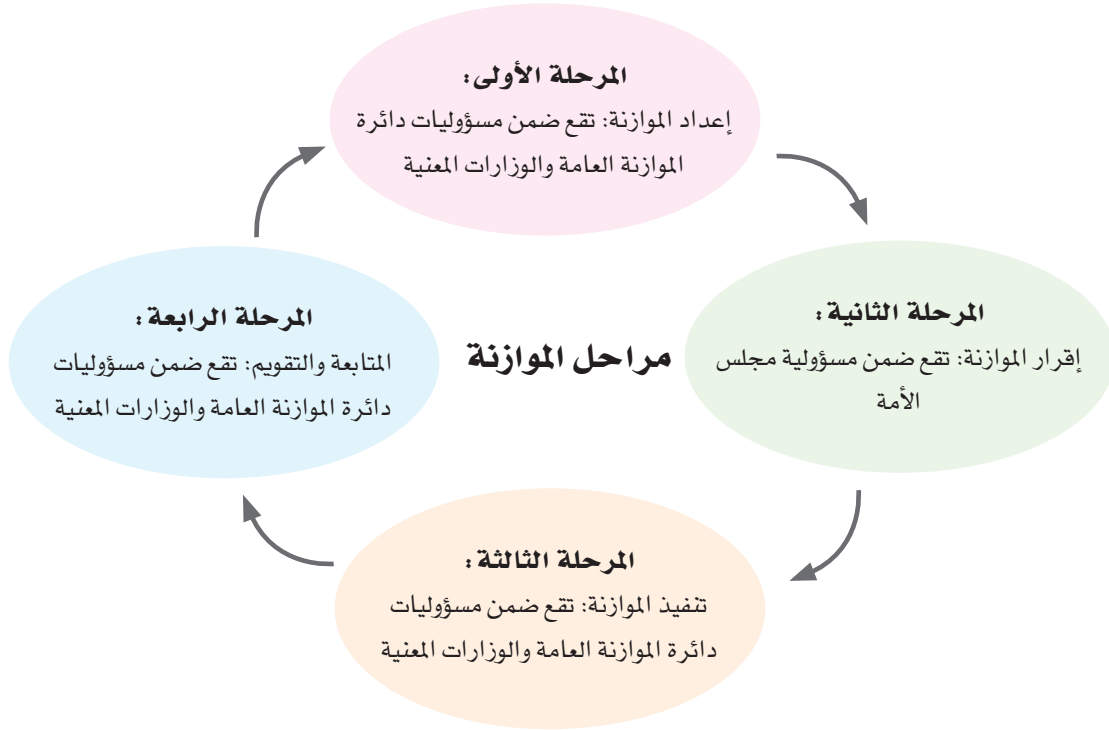 المرحلة الأولى:
إعداد الموازنة: تقع ضمن مسؤوليات دائرة
الموازنة العامة والوزارات المعنية
المرحلة الثانية:
إقرار الموازنة: تقع ضمن مسؤولية مجلس
الأمة
مراحل الموازنة
المرحلة الثالثة:
تنفيذ الموازنة: تقع ضمن مسؤوليات
دائرة الموازنة العامة والوزارات المعنية
المرحلة الرابعة:
المتابعة والتقويم: تقع ضمن مسؤوليات
دائرة الموازنة العامة والوزارات المعنية